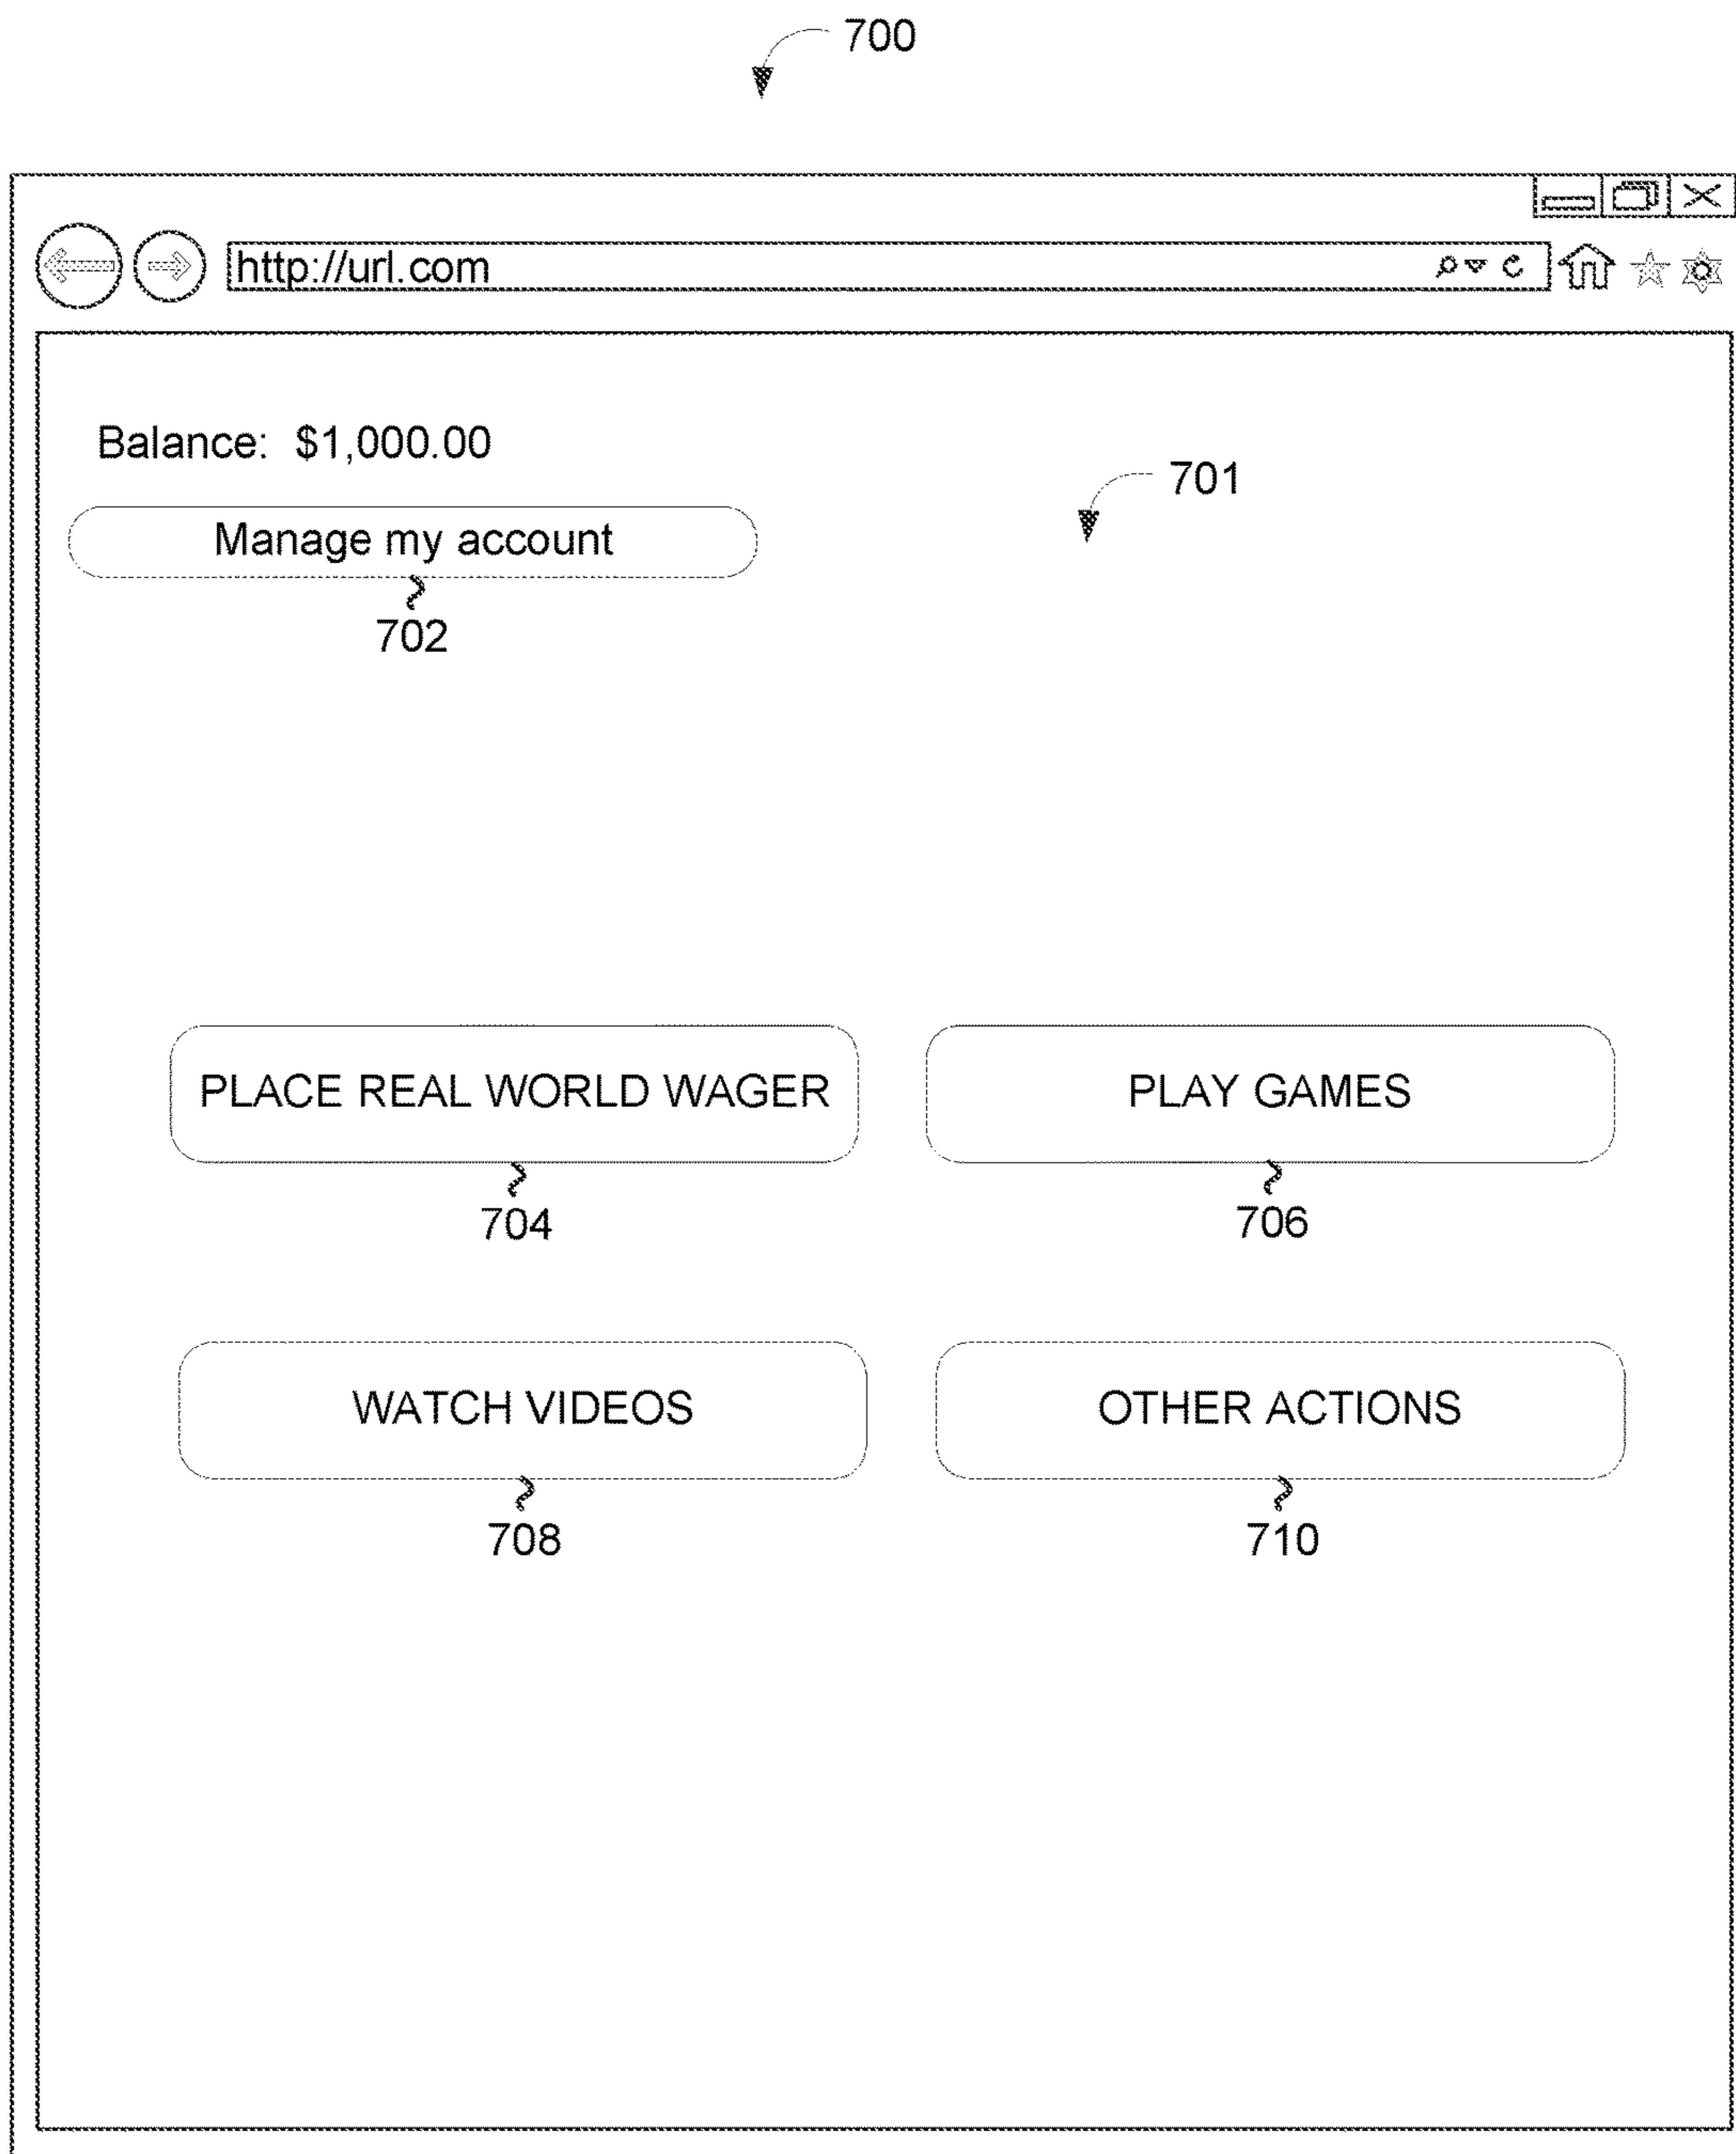 700
http://url.com
Balance: $1,000.00
701
Manage my account
702
PLACE REAL WORLD WAGER
PLAY GAMES
704
706
WATCH VIDEOS
OTHER ACTIONS
708
710